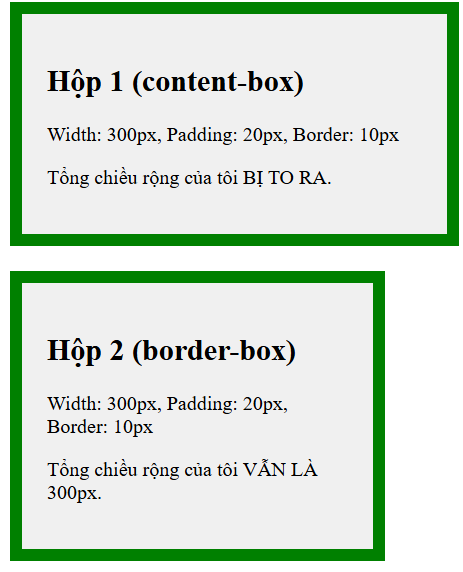 Hộp 1 (content-box)
Width: 300px, Padding: 20px, Border: 10px
Tổng chiều rộng của tôi BỊ TO RA.
Hộp 2 (border-box)
Width: 300px, Padding: 20px,
Border: 10px
Tổng chiều rộng của tôi VẪN LÀ
300px.